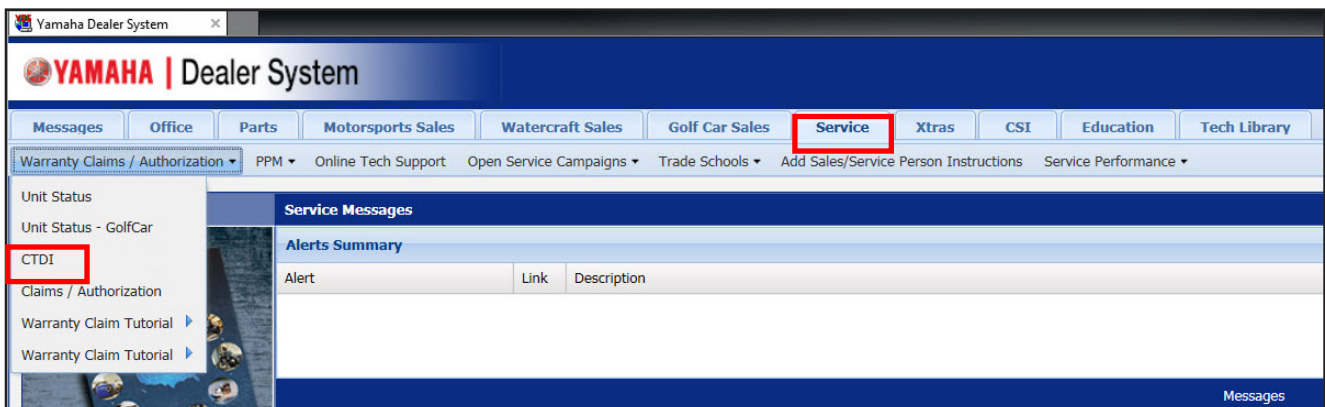 Yamaha Dealer System
YAMAHA | Dealer System
Messages Office Parts Motorsports Sales Watercraft Sales Golf Car Sales Service Xtras CSI Education Tech Library
Warranty Claims / Authorization PPM Online Tech Support Open Service Campaigns Trade Schools Add Sales/Service Person Instructions Service Performance
Unit Status
Unit Status - GolfCar
CTDI
Claims / Authorization
Warranty Claim Tutorial
Warranty Claim Tutorial
Service Messages
Alerts Summary
Alert Link Description
Messages